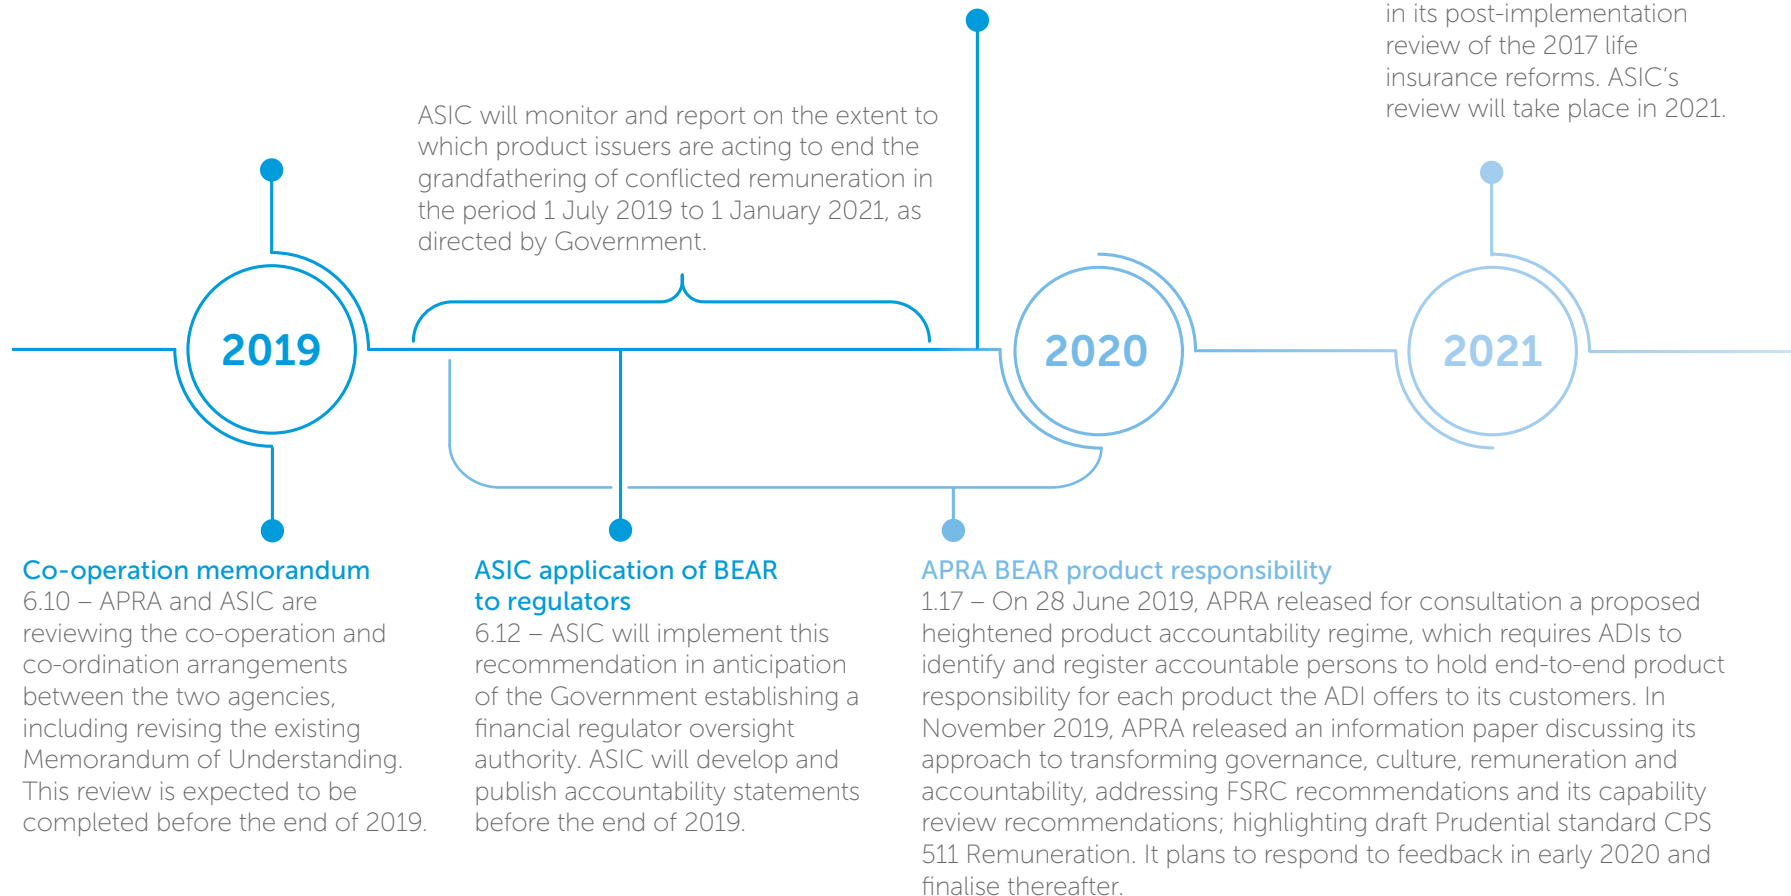 in its post-implementation
review of the 2017 life
insurance reforms. ASIC’s
review will take place in 2021.
ASIC will monitor and report on the extent to
which product issuers are acting to end the
grandfathering of conflicted remuneration in
the period 1 July 2019 to 1 January 2021, as
directed by Government.
2019
2020
2021
Co-operation memorandum
6.10 – APRA and ASIC are
reviewing the co-operation and
co-ordination arrangements
between the two agencies,
including revising the existing
Memorandum of Understanding.
This review is expected to be
completed before the end of 2019.
ASIC application of BEAR
to regulators
6.12 – ASIC will implement this
recommendation in anticipation
of the Government establishing a
financial regulator oversight
authority. ASIC will develop and
publish accountability statements
before the end of 2019.
APRA BEAR product responsibility
1.17 – On 28 June 2019, APRA released for consultation a proposed
heightened product accountability regime, which requires ADIs to
identify and register accountable persons to hold end-to-end product
responsibility for each product the ADI offers to its customers. In
November 2019, APRA released an information paper discussing its
approach to transforming governance, culture, remuneration and
accountability, addressing FSRC recommendations and its capability
review recommendations; highlighting draft Prudential standard CPS
511 Remuneration. It plans to respond to feedback in early 2020 and
finalise thereafter.